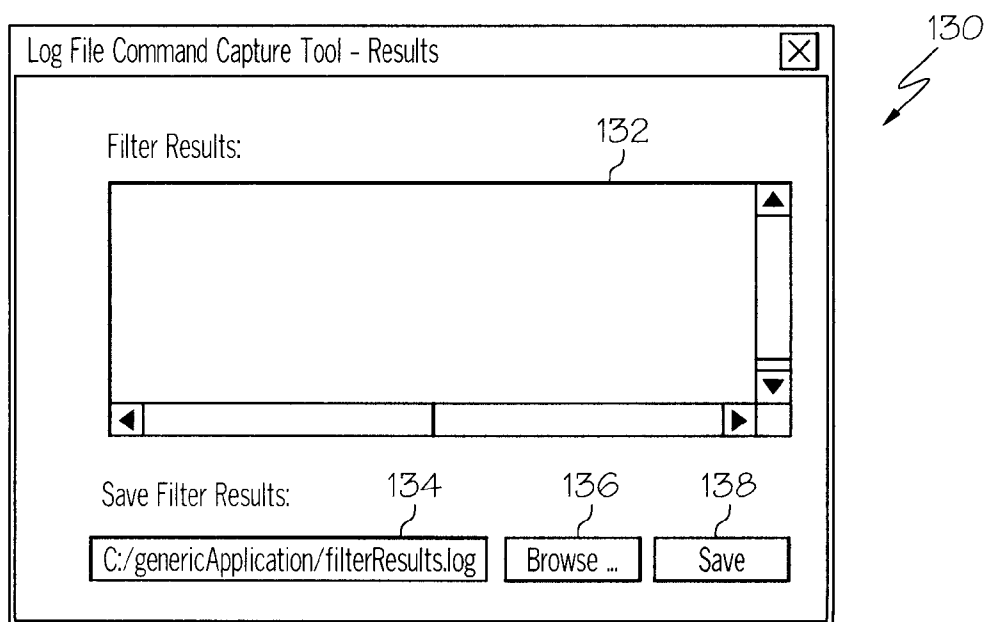 130
Log File Command Capture Tool - Results
Filter Results:
132
Save Filter Results:
134
136
138
C:/genericApplication/filterResults.log
Browse ...
Save